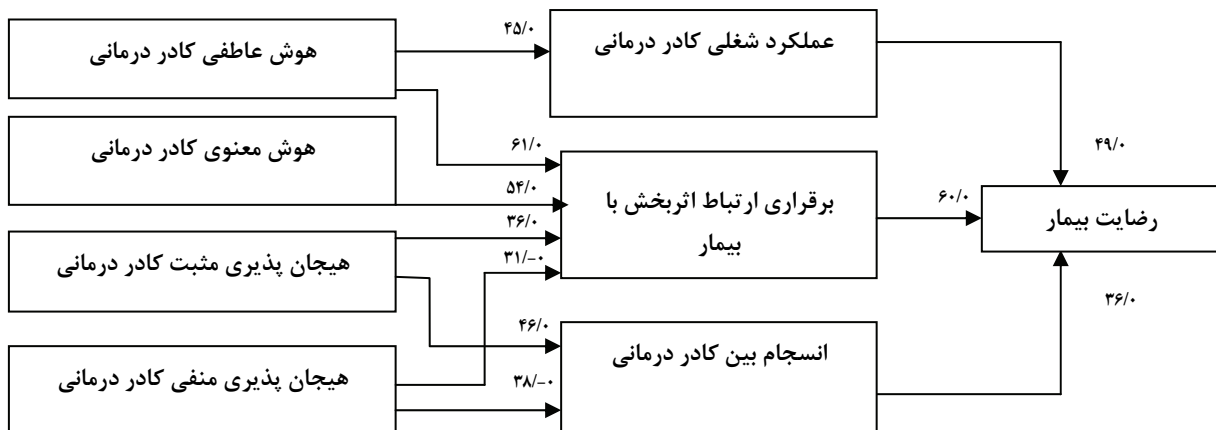 هوش عاطفی کادر درمانی
۴۵/۰
عملکرد شغلی کادر درمانی
هوش معنوی کادر درمانی
۶۱/۰
۵۴/۰
۳۶/۰
۳۱/-۰
برقراری ارتباط اثربخش با
بیمار
۴۹/۰
۶۰/۰
رضایت بیمار
هیجان پذیری مثبت کادر درمانی
۴۶/۰
۳۶/۰
انسجام بین کادر درمانی
هیجان پذیری منفی کادر درمانی
۳۸/-۰